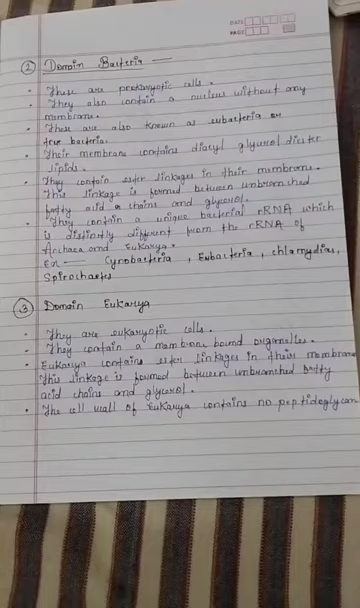 DATE
PAGE
② Domain Bacteria —
• These are prokaryotic cells.
• They also contain a nucleus without any
membrane.
• These are also known as eubacteria or
true bacteria.
• Their membrane contains diacyl glycerol diester
lipids.
• They contain ester linkages in their membrane.
This linkage is formed between unbranched
fatty acid chains and glycerol.
• They contain a unique bacterial rRNA which
is distinctly different from the rRNA of
Archaea and Eukarya.
Ex — Cynobacteria, Eubacteria, chlamydias,
Spirochaetes
③ Domain Eukarya
• They are eukaryotic cells.
• They contain a membrane bound organelles.
• Eukarya contains ester linkages in their membrane
This linkage is formed between unbranched fatty
acid chains and glycerol.
• The cell wall of Eukarya contains no peptidoglycan